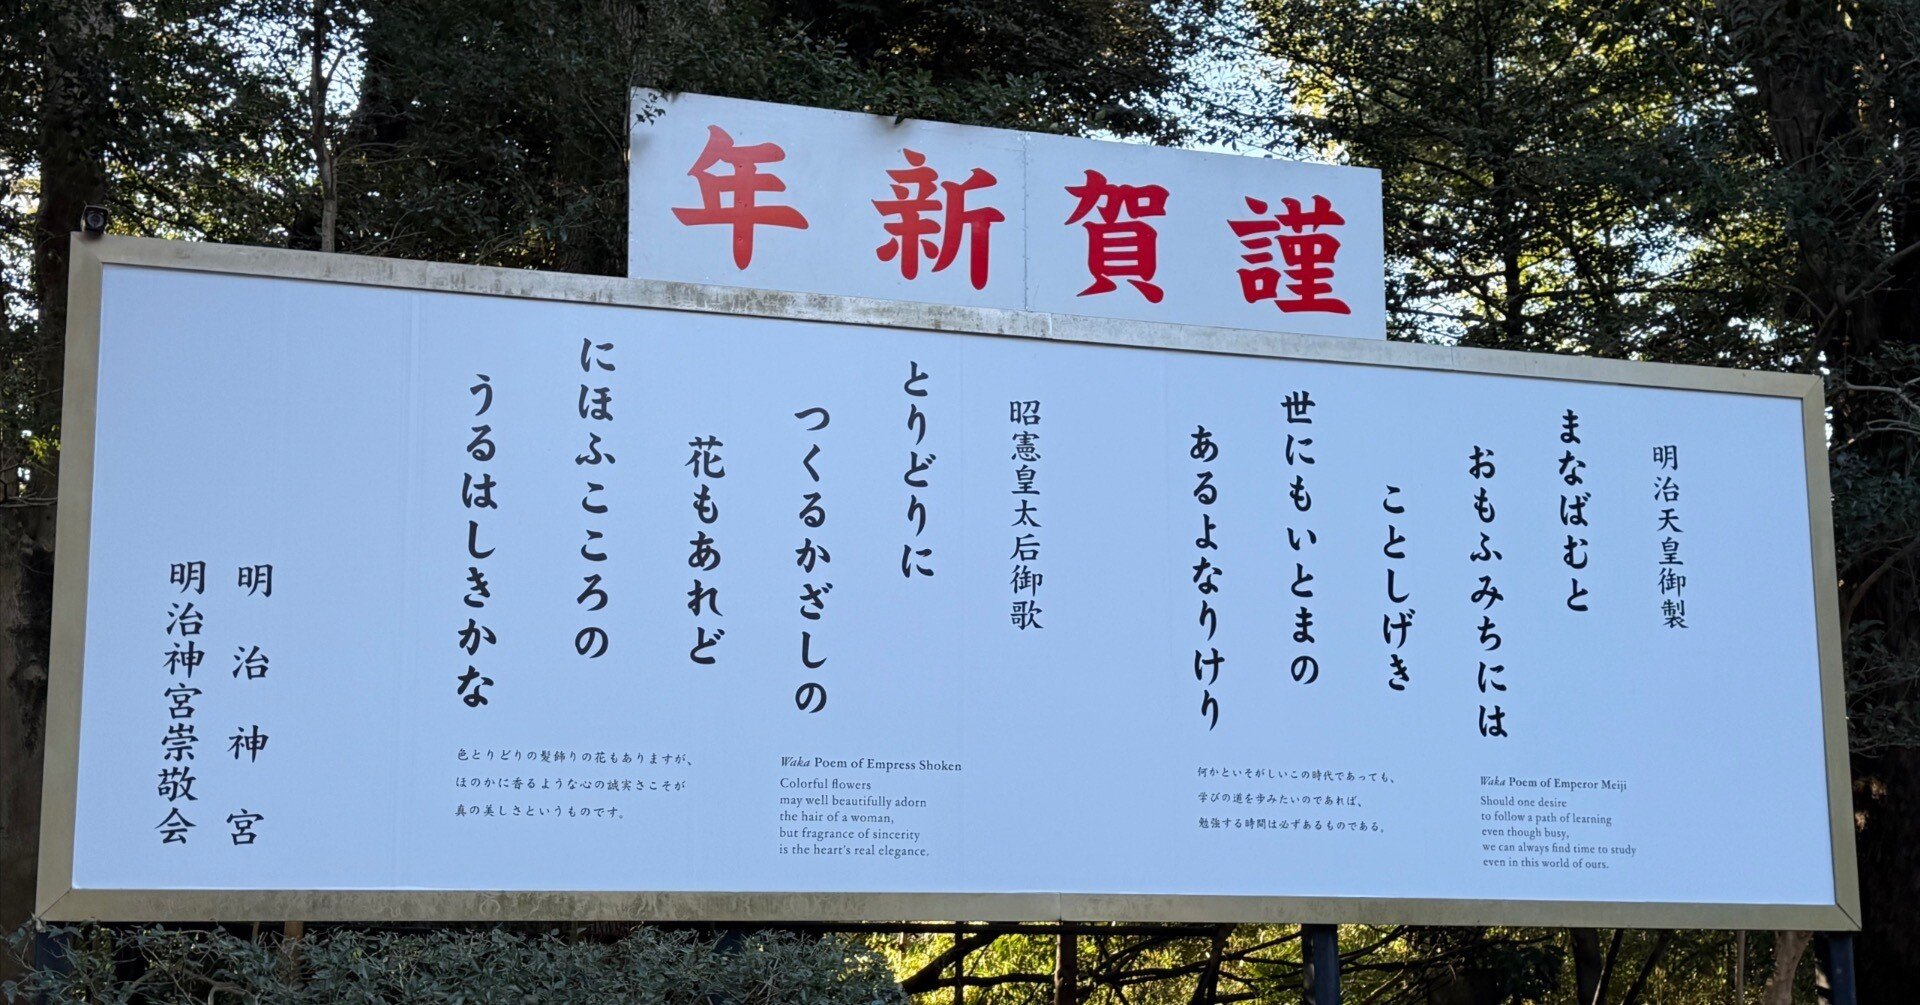 謹賀新年
明治天皇御製
まなばむと
おもふみちには
ことしげき
世にもいとまの
あるよなりけり
何かといそがしいこの時代であっても、
学びの道を歩みたいのであれば、
勉強する時間は必ずあるものである。
Waka Poem of Emperor Meiji
Should one desire
to follow a path of learning
even though busy,
we can always find time to study
even in this world of ours.
昭憲皇太后御歌
とりどりに
つくるかざしの
花もあれど
にほふこころの
うるはしきかな
色とりどりの髪飾りの花もありますが、
ほのかに香るような心の誠実さこそが
真の美しさというものです。
Waka Poem of Empress Shoken
Colorful flowers
may well beautifully adorn
the hair of a woman,
but fragrance of sincerity
is the heart's real elegance.
明治神宮
明治神宮崇敬会